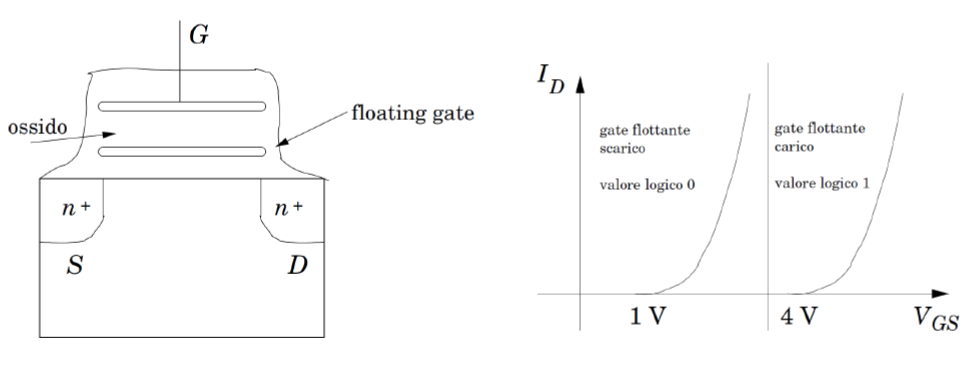 G
ossido
floating gate
n+
n+
S
D
I_D
gate flottante
scarico
valore logico 0
gate flottante
carico
valore logico 1
1 V
4 V
V_GS